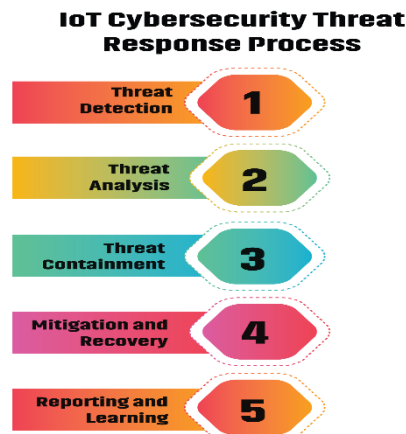 IoT Cybersecurity Threat
Response Process
Threat
Detection
1
Threat
Analysis
2
Threat
Containment
3
Mitigation and
Recovery
4
Reporting and
Learning
5